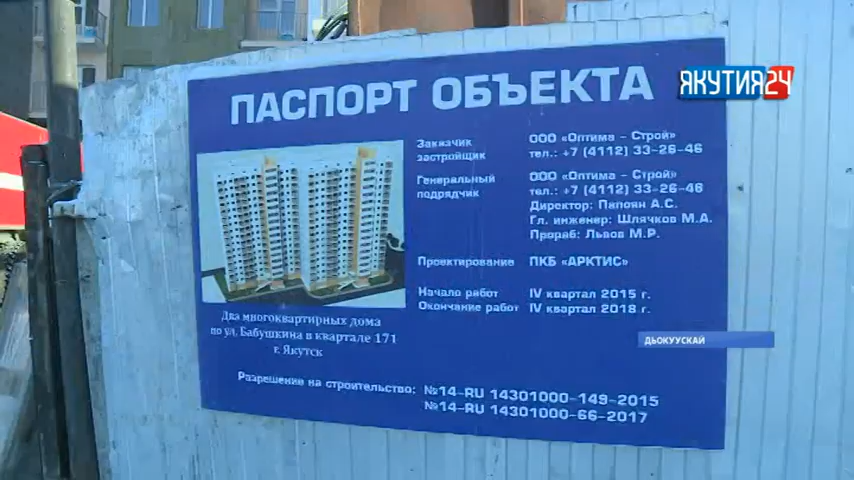 ПАСПОРТ ОБЪЕКТА
ЯКУТИЯ24
Заказчик застройщик
ООО «Оптима – Строй»
тел.: +7 (4112) 33-26-46
Генеральный подрядчик
ООО «Оптима – Строй»
тел.: +7 (4112) 33-26-46
Директор: Папоян А.С.
Гл. инженер: Шлячков М.А.
Прораб: Львов М.Р.
Проектирование ПКБ «АРКТИС»
Начало работ IV квартал 2015 г.
Окончание работ IV квартал 2018 г.
Два многоквартирных дома
по ул. Бабушкина в квартале 171
г. Якутск
ДЬОКУУСКАЙ
Разрешение на строительство: №14-RU 14301000-149-2015
№14-RU 14301000-66-2017